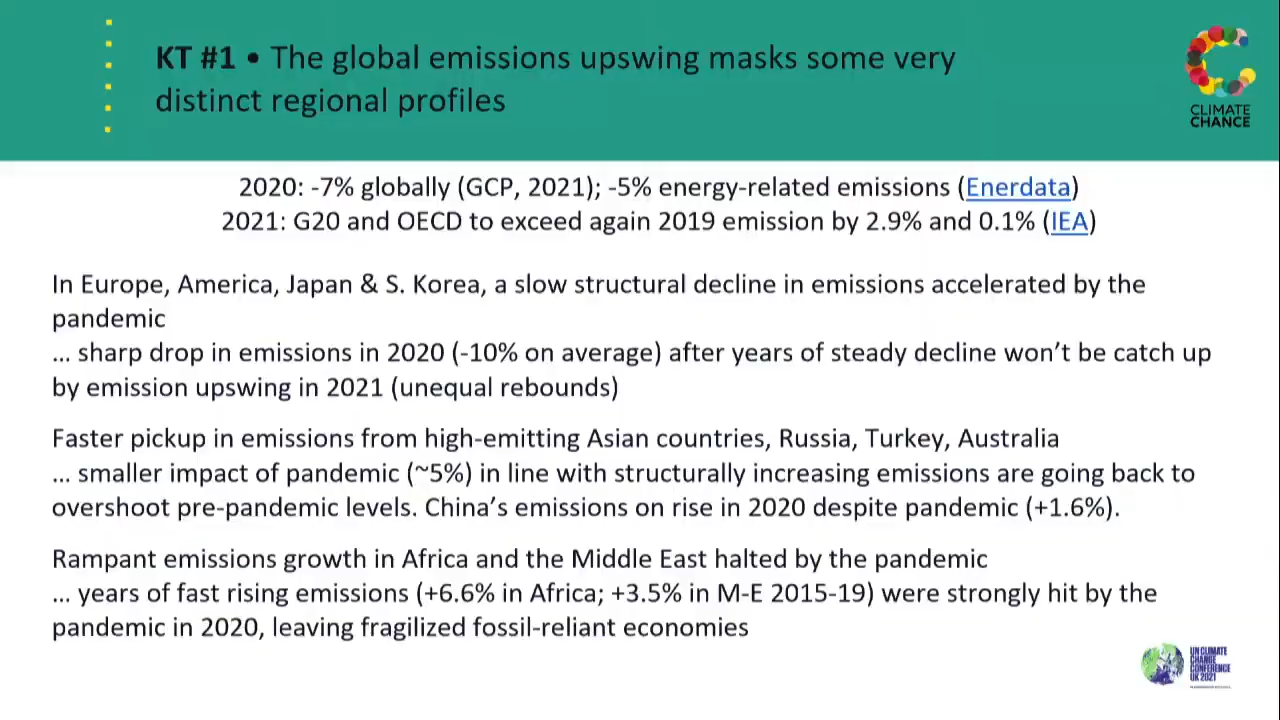 KT #1 • The global emissions upswing masks some very
distinct regional profiles
CLIMATE
CHANCE
2020: -7% globally (GCP, 2021); -5% energy-related emissions (Enerdata)
2021: G20 and OECD to exceed again 2019 emission by 2.9% and 0.1% (IEA)
In Europe, America, Japan & S. Korea, a slow structural decline in emissions accelerated by the
pandemic
... sharp drop in emissions in 2020 (-10% on average) after years of steady decline won't be catch up
by emission upswing in 2021 (unequal rebounds)
Faster pickup in emissions from high-emitting Asian countries, Russia, Turkey, Australia
... smaller impact of pandemic (~5%) in line with structurally increasing emissions are going back to
overshoot pre-pandemic levels. China's emissions on rise in 2020 despite pandemic (+1.6%).
Rampant emissions growth in Africa and the Middle East halted by the pandemic
... years of fast rising emissions (+6.6% in Africa; +3.5% in M-E 2015-19) were strongly hit by the
pandemic in 2020, leaving fragilized fossil-reliant economies
UN CLIMATE
CHANGE
CONFERENCE
UK 2021